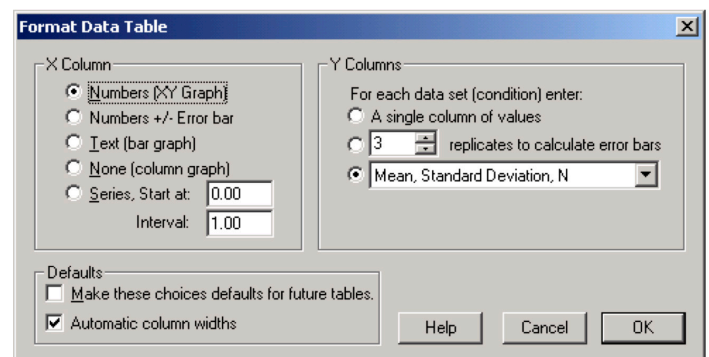 Format Data Table
X Column
Numbers (XY Graph)
Numbers +/- Error bar
Text (bar graph)
None (column graph)
Series, Start at: 0.00
Interval: 1.00
Y Columns
For each data set (condition) enter:
A single column of values
3 replicates to calculate error bars
Mean, Standard Deviation, N
Defaults
Make these choices defaults for future tables.
Automatic column widths
Help Cancel OK